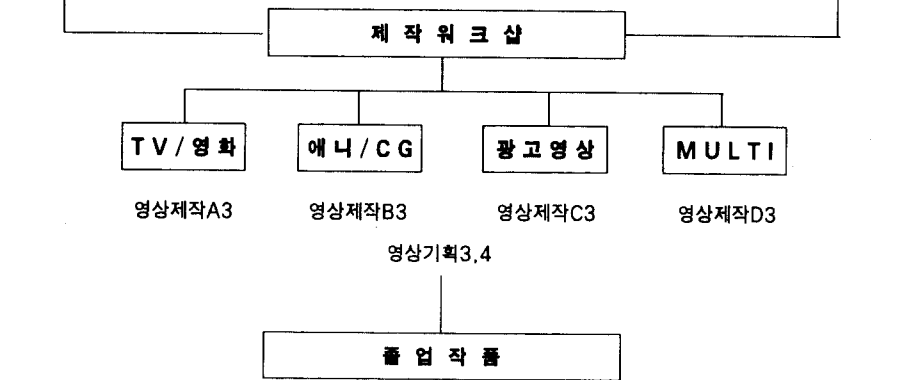 제 작 워 크 샵
TV/영화 애니/CG 광고영상 MULTI
영상제작A3 영상제작B3 영상제작C3 영상제작D3
영상기획3,4
졸 업 작 품